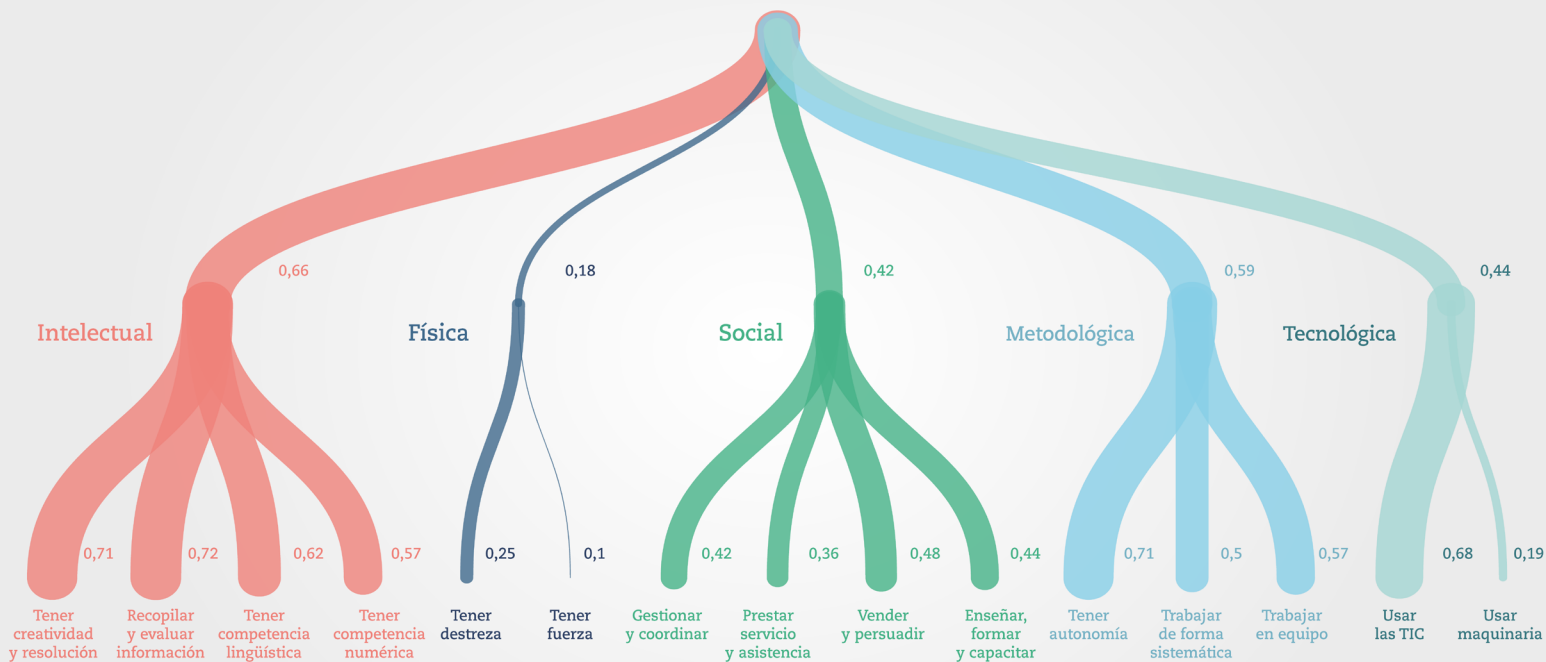 0,66
0,18
0,42
0,59
0,44
Intelectual
Física
Social
Metodológica
Tecnológica
0,71
0,72
0,62
0,57
0,25
0,1
0,42
0,36
0,48
0,44
0,71
0,5
0,57
0,68
0,19
Tener
creatividad
y resolución
Recopilar
y evaluar
información
Tener
competencia
lingüística
Tener
competencia
numérica
Tener
destreza
Tener
fuerza
Gestionar
y coordinar
Prestar
servicio
y asistencia
Vender
y persuadir
Enseñar,
formar
y capacitar
Tener
autonomía
Trabajar
de forma
sistemática
Trabajar
en equipo
Usar
las TIC
Usar
maquinaria